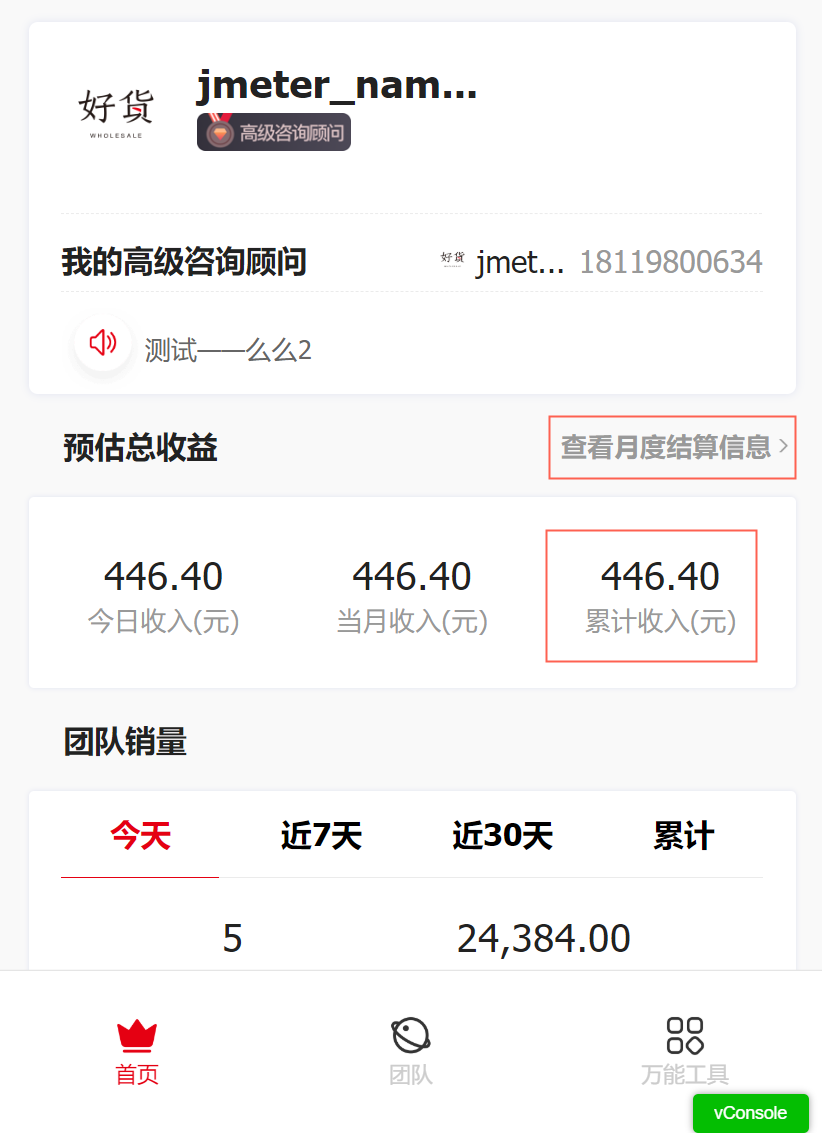 好货
WHOLESALE
jmeter_nam...
高级咨询顾问
我的高级咨询顾问 好货 jmet... 18119800634
测试——么么2
预估总收益 查看月度结算信息 >
446.40 446.40 446.40
今日收入(元) 当月收入(元) 累计收入(元)
团队销量
今天 近7天 近30天 累计
5 24,384.00
首页 团队 万能工具
vConsole